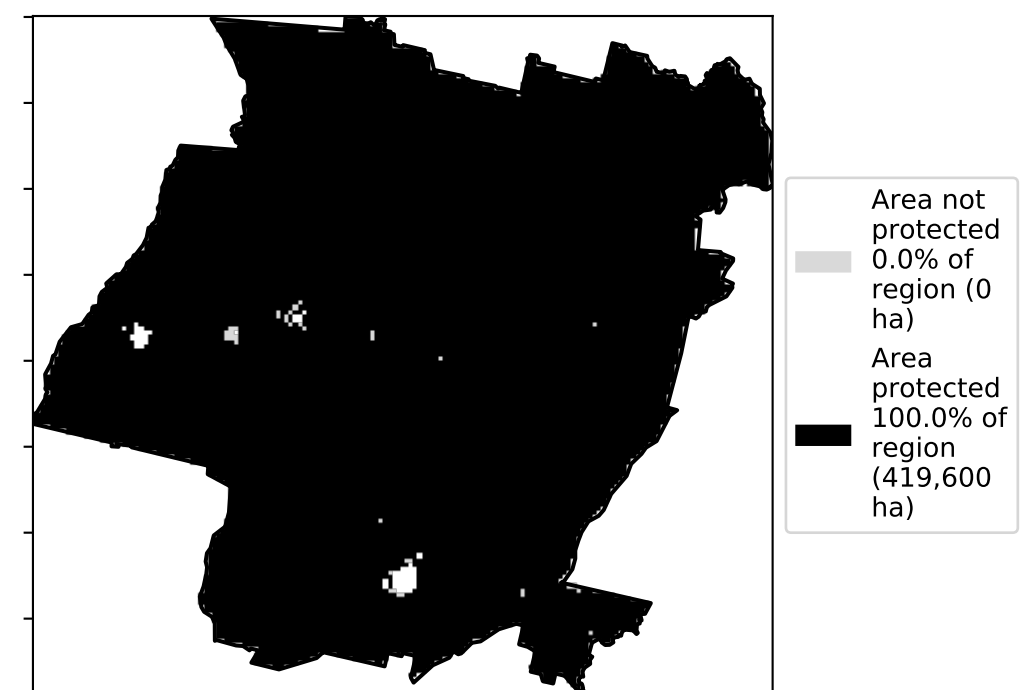 Area not
protected
0.0% of
region (0
ha)
Area
protected
100.0% of
region
(419,600
ha)